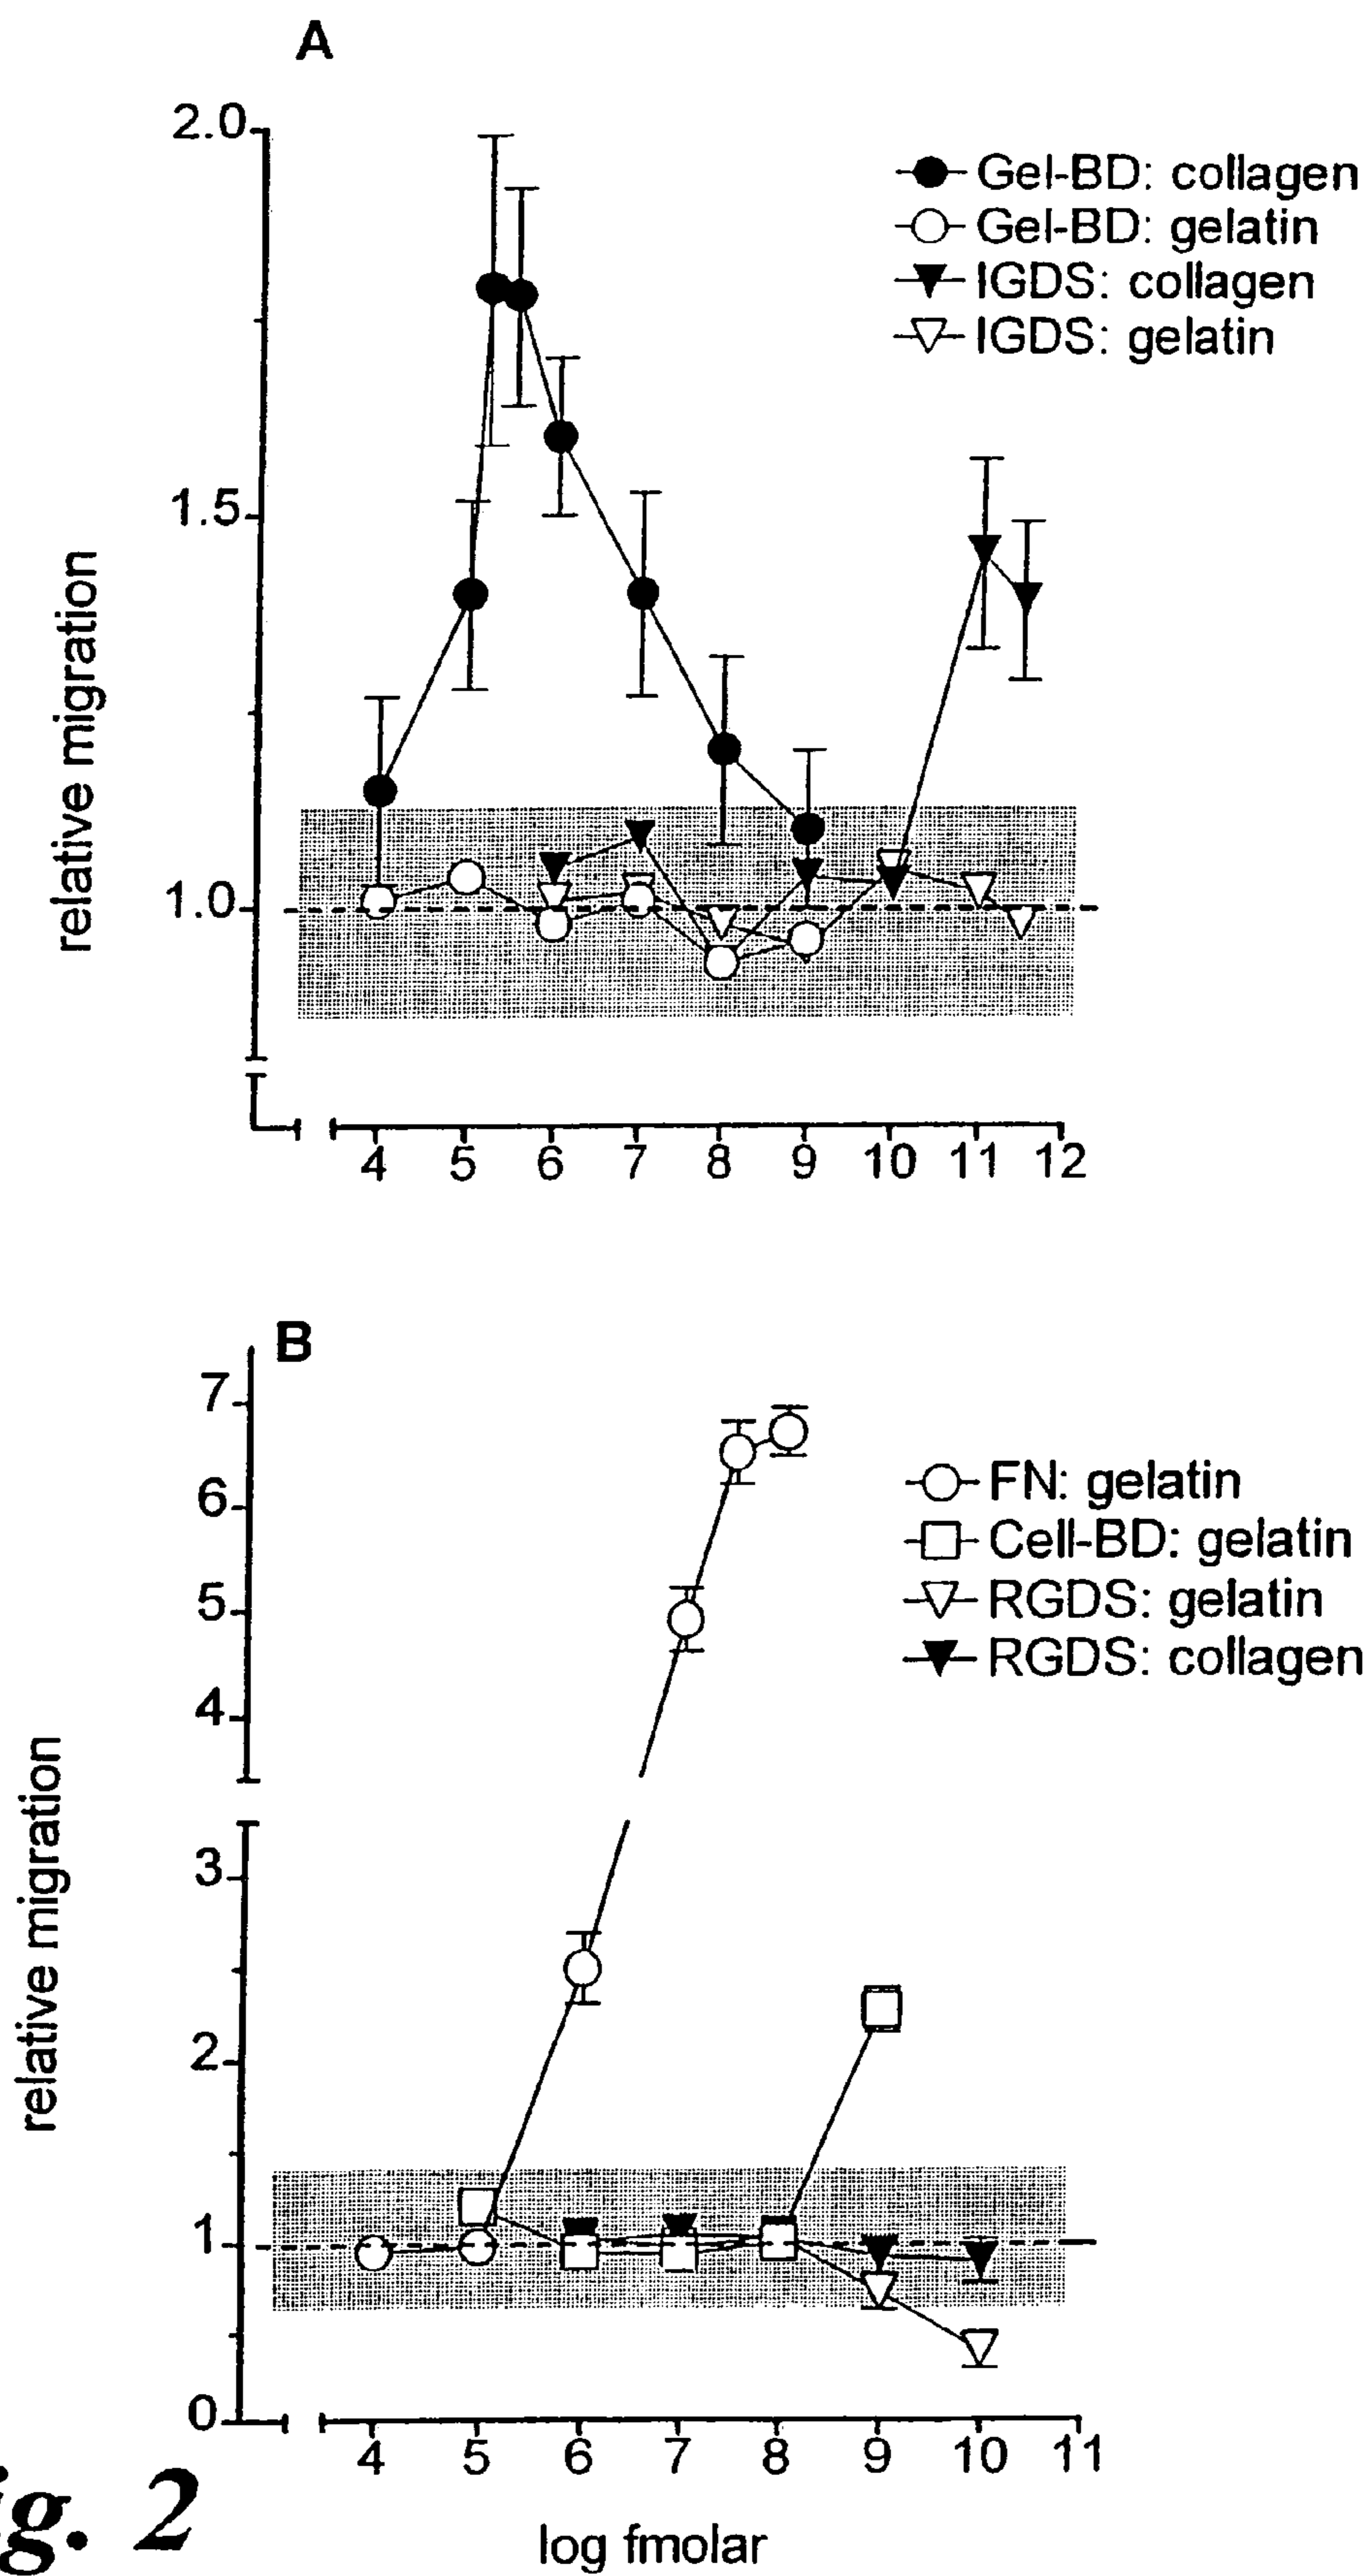 A
2.0
1.5
1.0
relative migration
Gel-BD: collagen
Gel-BD: gelatin
IGDS: collagen
IGDS: gelatin
4 5 6 7 8 9 10 11 12
B
7
6
5
4
3
2
1
0
relative migration
FN: gelatin
Cell-BD: gelatin
RGDS: gelatin
RGDS: collagen
4 5 6 7 8 9 10 11
log fmolar
ig. 2